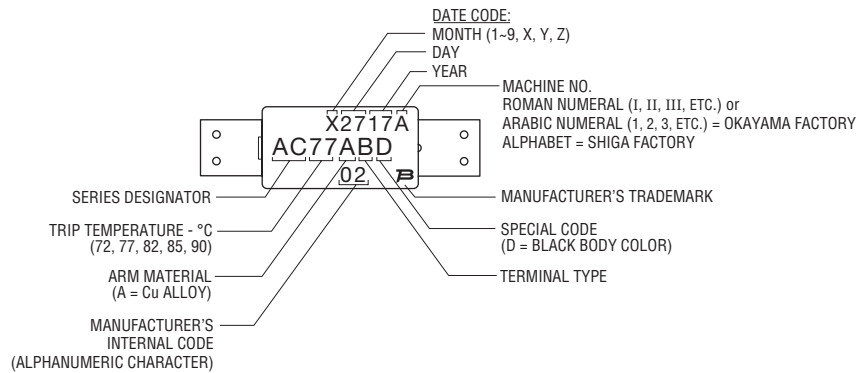 DATE CODE:
MONTH (1~9, X, Y, Z)
DAY
YEAR
MACHINE NO.
ROMAN NUMERAL (I, II, III, ETC.) or
ARABIC NUMERAL (1, 2, 3, ETC.) = OKAYAMA FACTORY
ALPHABET = SHIGA FACTORY
X2717A
AC77ABD
02
B
SERIES DESIGNATOR
MANUFACTURER'S TRADEMARK
TRIP TEMPERATURE - °C
(72, 77, 82, 85, 90)
SPECIAL CODE
(D = BLACK BODY COLOR)
ARM MATERIAL
(A = Cu ALLOY)
TERMINAL TYPE
MANUFACTURER'S
INTERNAL CODE
(ALPHANUMERIC CHARACTER)